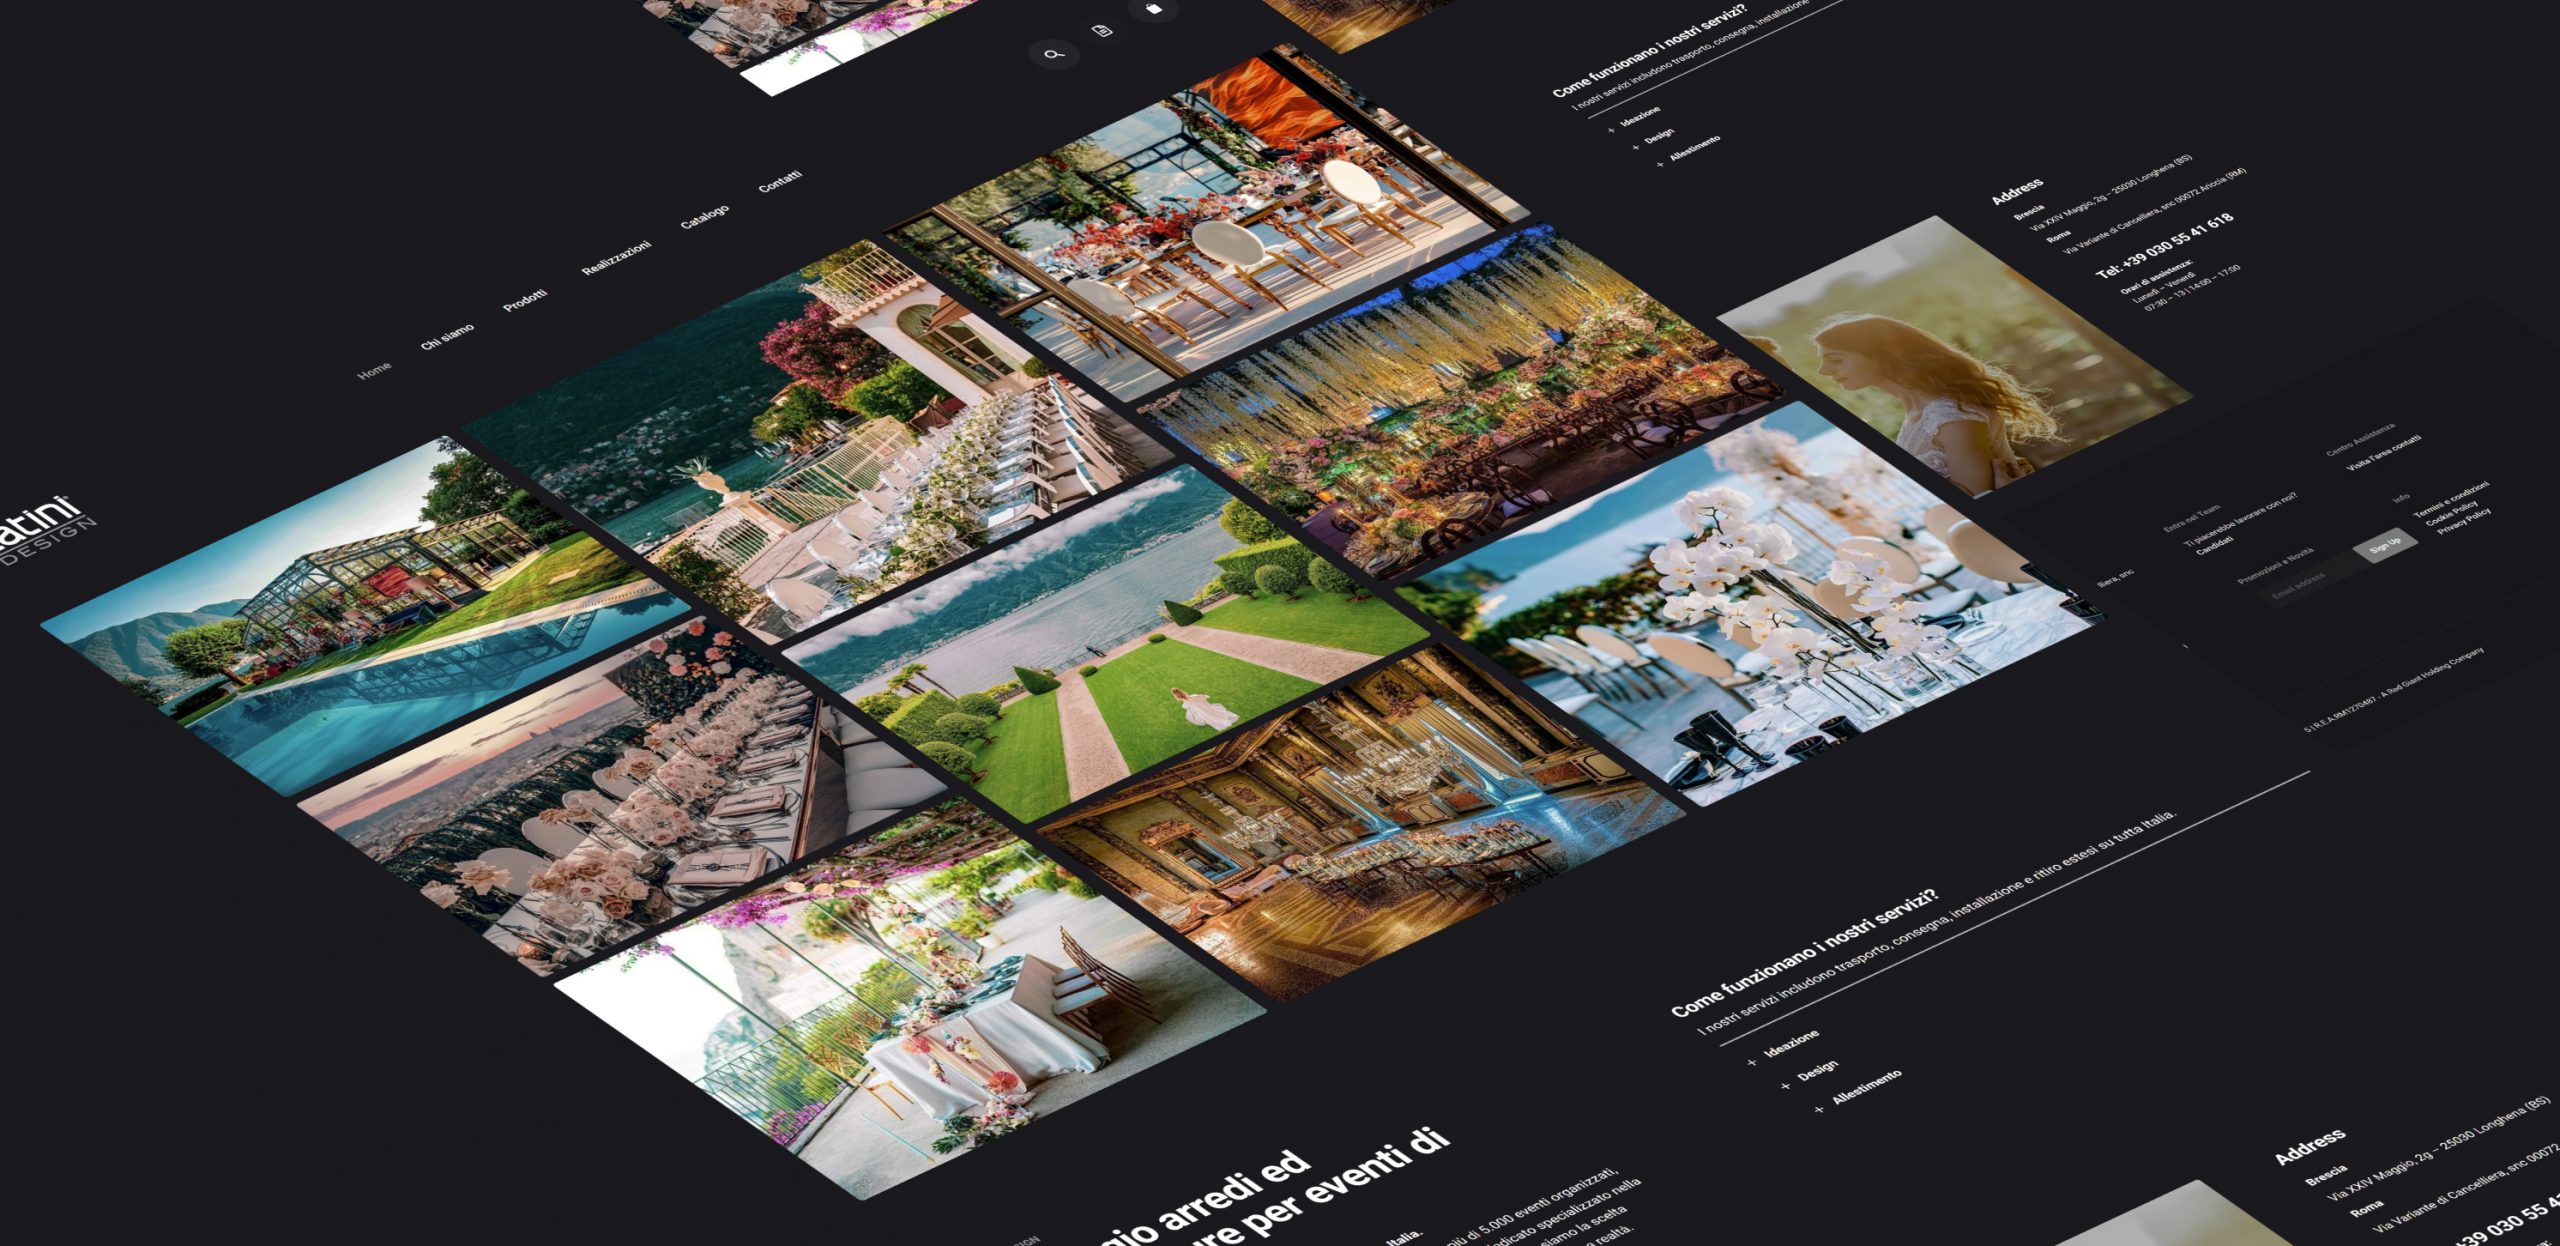 Come funzionano i nostri servizi?
I nostri servizi includono trasporto, consegna, installazione
+ Ideazione
+ Design
+ Allestimento
Home
Chi siamo
Prodotti
Realizzazioni
Catalogo
Contatti
atini
DESIGN
Address
Brescia
Via XXIV Maggio, 2g – 25030 Longhena (BS)
Roma
Via Variante di Cancelliera, snc 00072 Ariccia (RM)
Tel: +39 030 55 41 618
Orari di assistenza:
Lunedì – Venerdì
07:30 – 13 | 14:00 – 17:00
Centro Assistenza
Visita l'area contatti
Entra nel Team
Ti piacerebbe lavorare con noi?
Candidati
Info
Termini e condizioni
Cookie Policy
Privacy Policy
Promozioni e Novità
Email address
Sign Up
lliera, snc
S | R.E.A.RM1270487 - A Red Giant Holding Company
Come funzionano i nostri servizi?
I nostri servizi includono trasporto, consegna, installazione e ritiro estesi su tutta Italia.
+ Ideazione
+ Design
+ Allestimento
Address
Brescia
Via XXIV Maggio, 2g – 25030 Longhena (BS)
Roma
Via Variante di Cancelliera, snc 00072
+39 030 55 4
gio arredi ed
ure per eventi di
Italia.
più di 5.000 eventi organizzati,
dedicato specializzato nella
siamo la scelta
realtà.